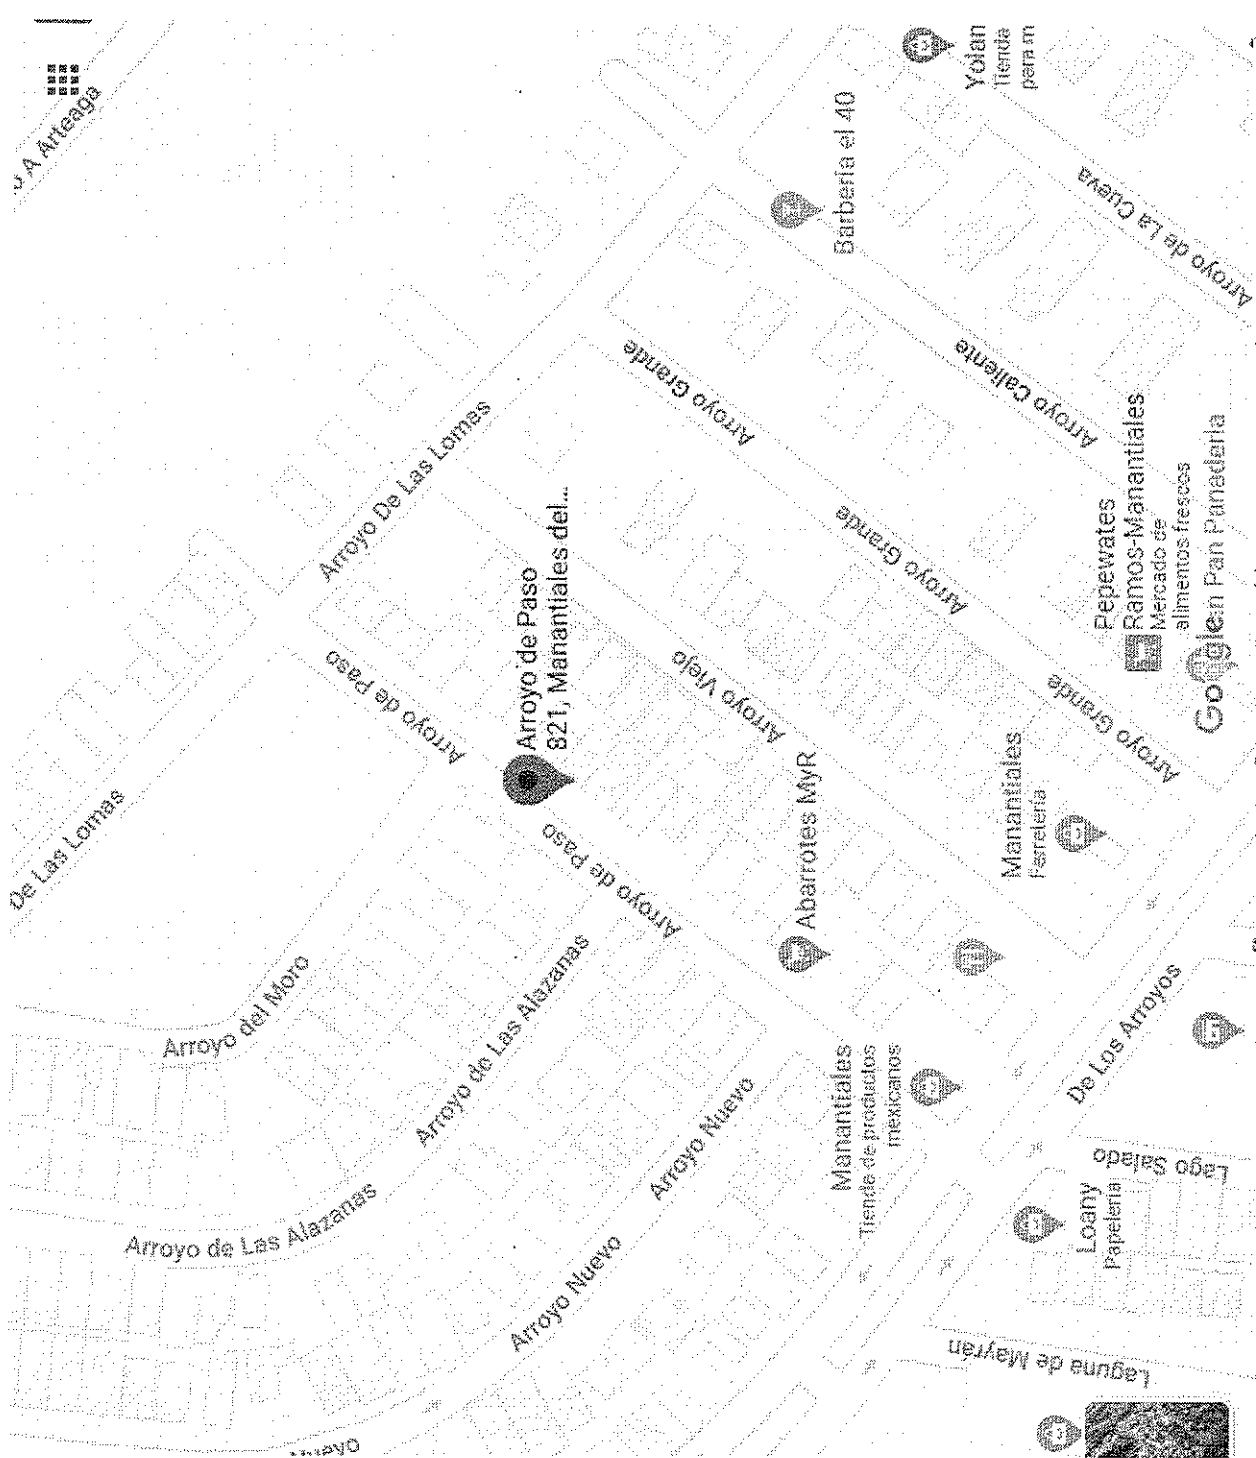 A Arteaga
De Las Lomas
Arroyo del Moro
Arroyo de Las Alazanas
Nuevo
Arroyo De Las Lomas
Arroyo de Paso
Arroyo de Paso
821, Manantiales del...
Arroyo de Paso
Arroyo de Las Alazanas
Arroyo Nuevo
Arroyo Grande
Arroyo Viejo
Arroyo Nuevo
Abarrotes MyR
Barbería el 40
Arroyo Grande
Manantiales
Tienda de productos
mexicanos
Yolan
Tienda
para m
Arroyo Caliente
Manantiales
Ferretería
Arroyo Grande
De Los Arroyos
Laguna de Mayrán
Loany
Papelería
Lago Salado
Arroyo de La Cueva
Pepewates
Ramos-Manantiales
Mercado de
alimentos frescos
Pan Panadería
Google